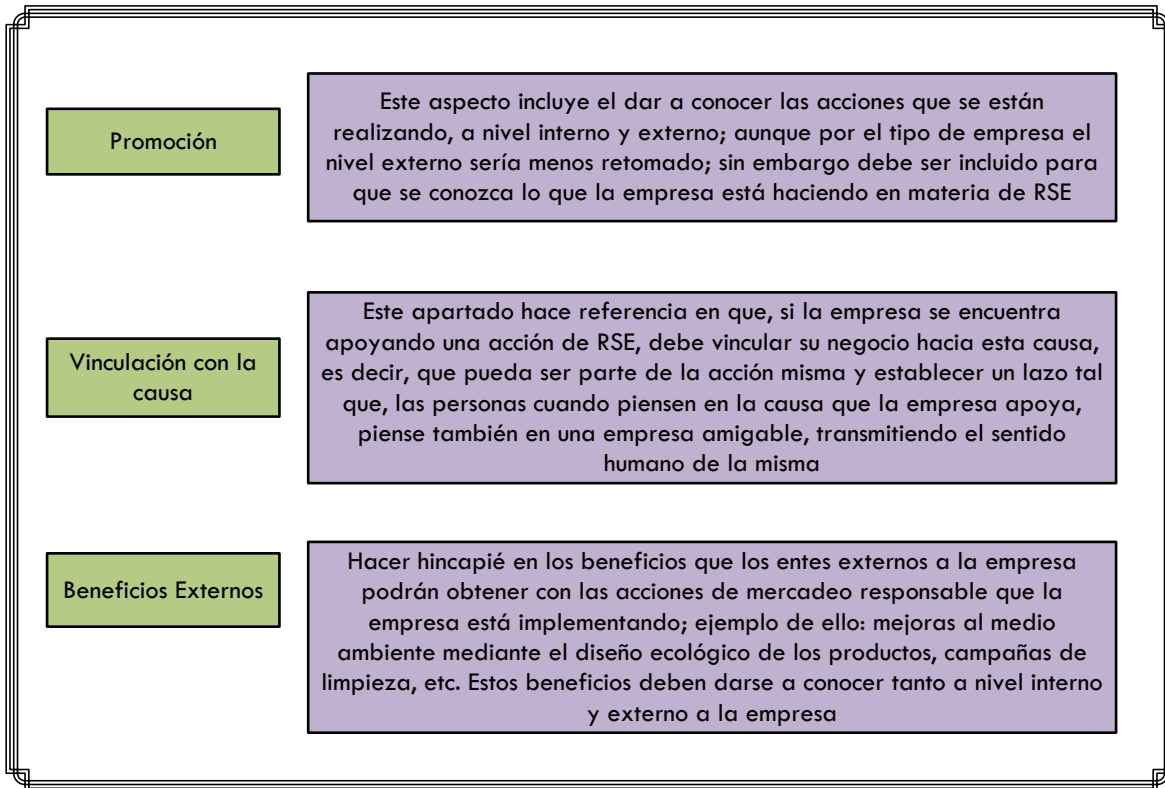 Promoción
Este aspecto incluye el dar a conocer las acciones que se están
realizando, a nivel interno y externo; aunque por el tipo de empresa el
nivel externo sería menos retomado; sin embargo debe ser incluido para
que se conozca lo que la empresa está haciendo en materia de RSE
Vinculación con la
causa
Este apartado hace referencia en que, si la empresa se encuentra
apoyando una acción de RSE, debe vincular su negocio hacia esta causa,
es decir, que pueda ser parte de la acción misma y establecer un lazo tal
que, las personas cuando piensen en la causa que la empresa apoya,
piense también en una empresa amigable, transmitiendo el sentido
humano de la misma
Beneficios Externos
Hacer hincapié en los beneficios que los entes externos a la empresa
podrán obtener con las acciones de mercadeo responsable que la
empresa está implementando; ejemplo de ello: mejoras al medio
ambiente mediante el diseño ecológico de los productos, campañas de
limpieza, etc. Estos beneficios deben darse a conocer tanto a nivel interno
y externo a la empresa